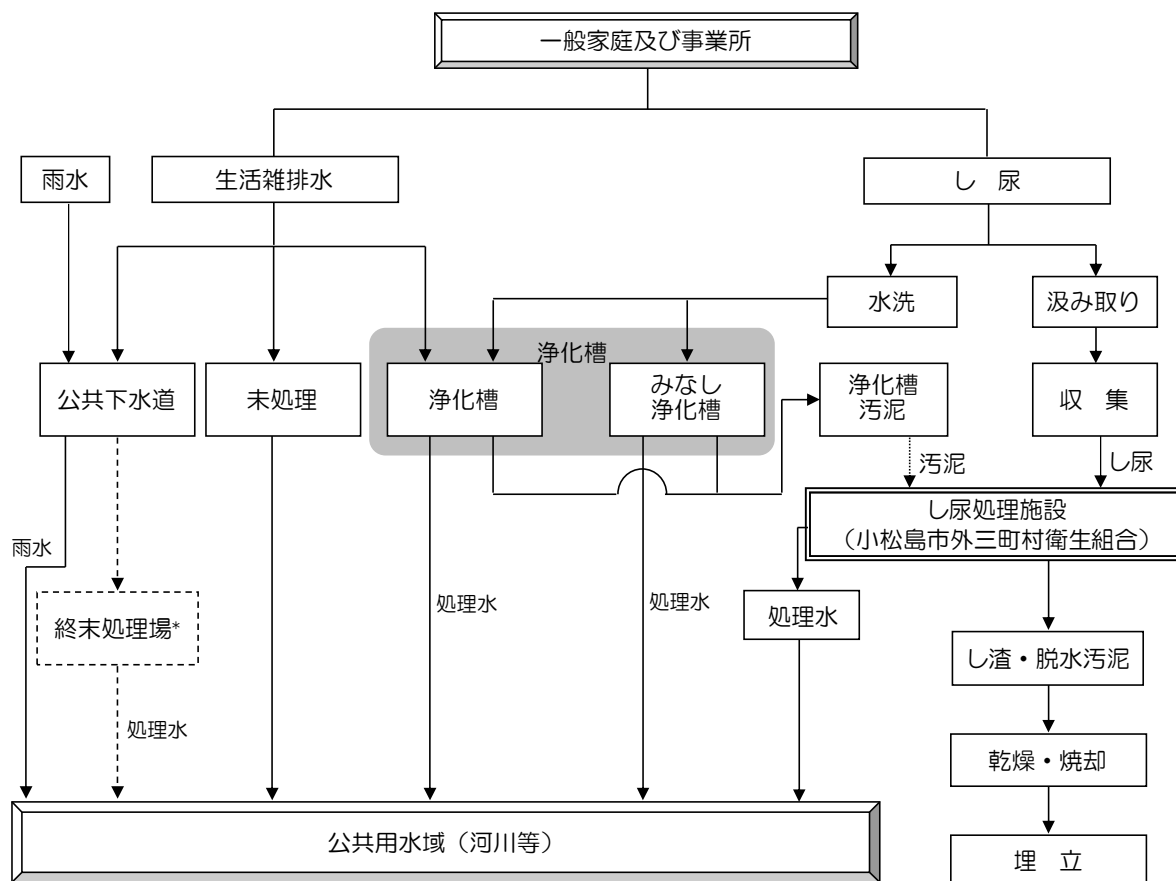 一般家庭及び事業所
雨水
生活雑排水
し　尿
水洗
汲み取り
浄化槽
公共下水道
未処理
浄化槽
みなし
浄化槽
浄化槽
汚泥
収　集
汚泥
し尿
し尿処理施設
（小松島市外三町村衛生組合）
雨水
終末処理場*
処理水
処理水
処理水
処理水
し渣・脱水汚泥
乾燥・焼却
公共用水域（河川等）
埋　立